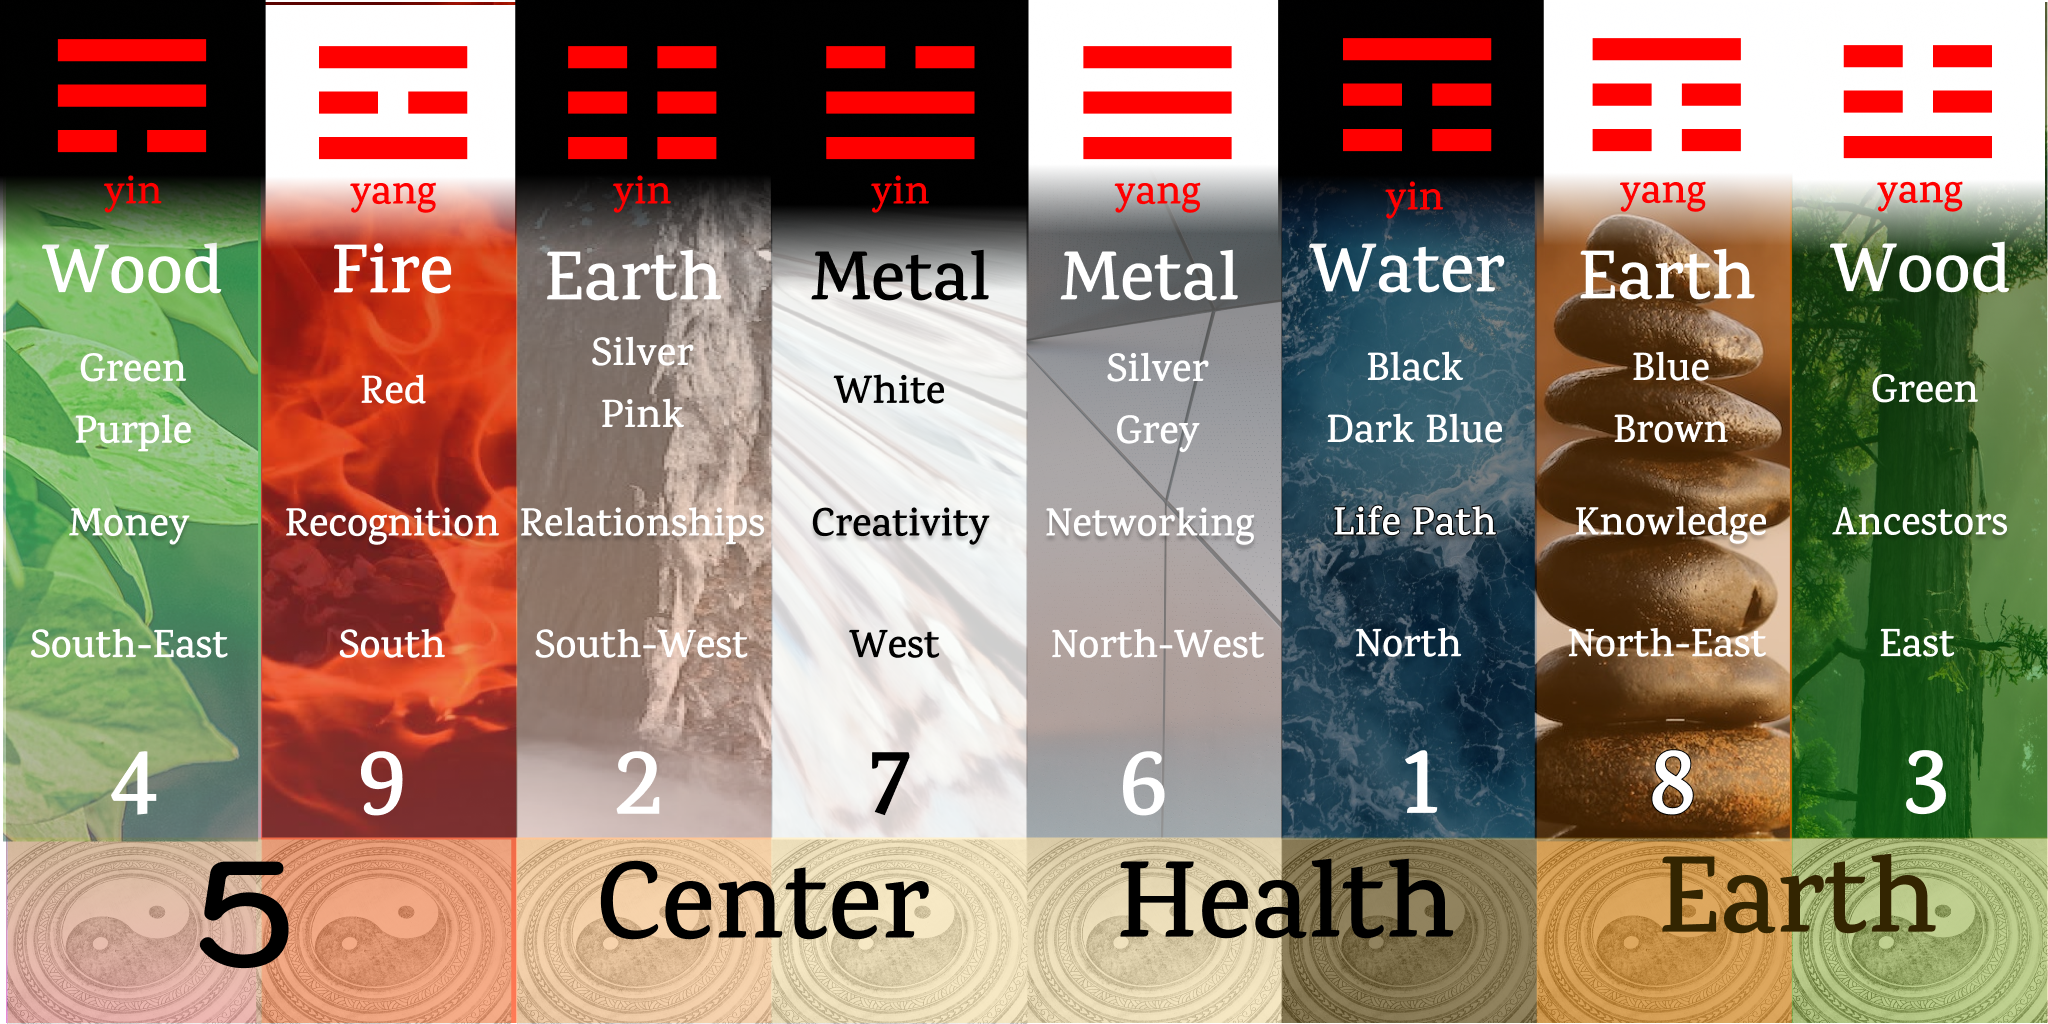 yin
Wood
Green
Purple
Money
South-East
4
yang
Fire
Red
Recognition
South
9
yin
Earth
Silver
Pink
Relationships
South-West
2
yin
Metal
White
Creativity
West
7
yang
Metal
Silver
Grey
Networking
North-West
6
yin
Water
Black
Dark Blue
Life Path
North
1
yang
Earth
Blue
Brown
Knowledge
North-East
8
yang
Wood
Green
Ancestors
East
3
5 Center Health Earth